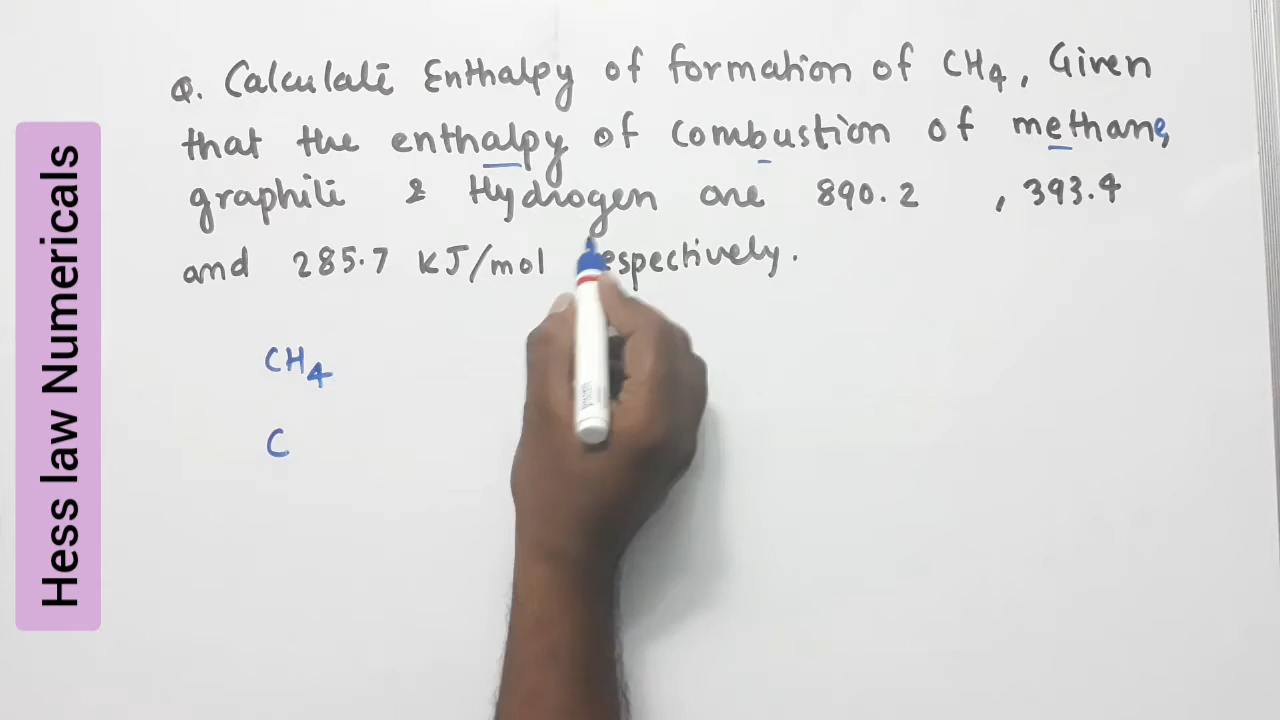 Hess law Numericals
Q. Calculate Enthalpy of formation of CH4, Given
that the enthalpy of combustion of methane,
graphite & Hydrogen are 890.2 , 393.4
and 285.7 KJ/mol respectively.
CH4
C